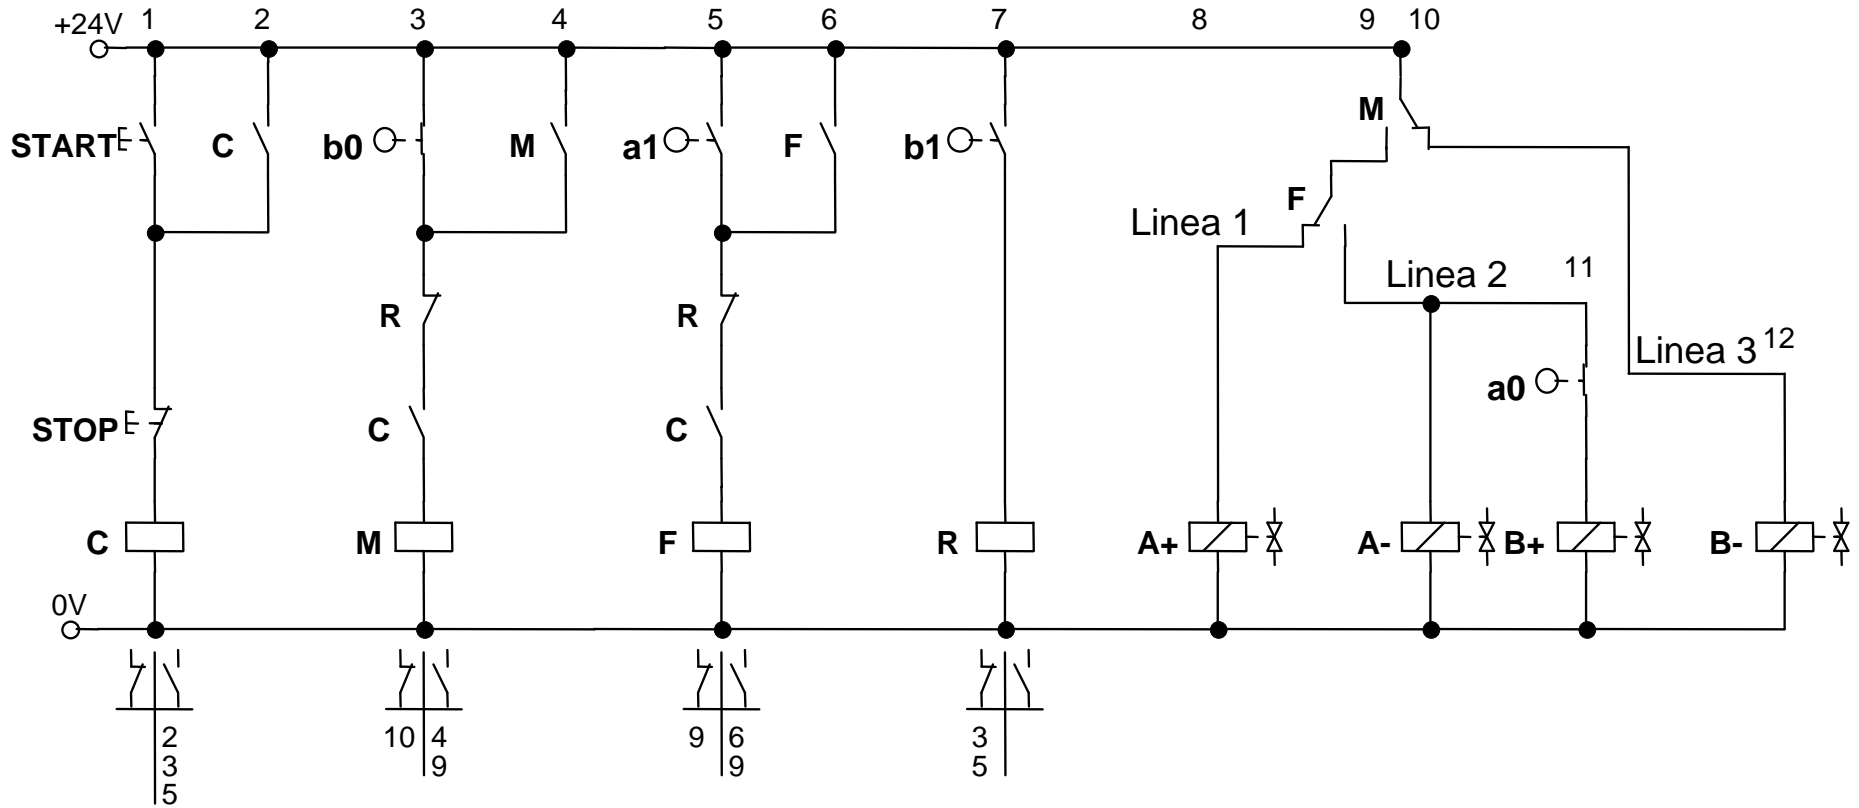 +24V 1 2 3 4 5 6 7 8 9 10
START C b0 M a1 F b1 M
F
Linea 1
Linea 2 11
R R
Linea 3 12
a0
STOP C C
C M F R A+ A- B+ B-
0V
2 10 4 9 6 3
3 9 9 5
5